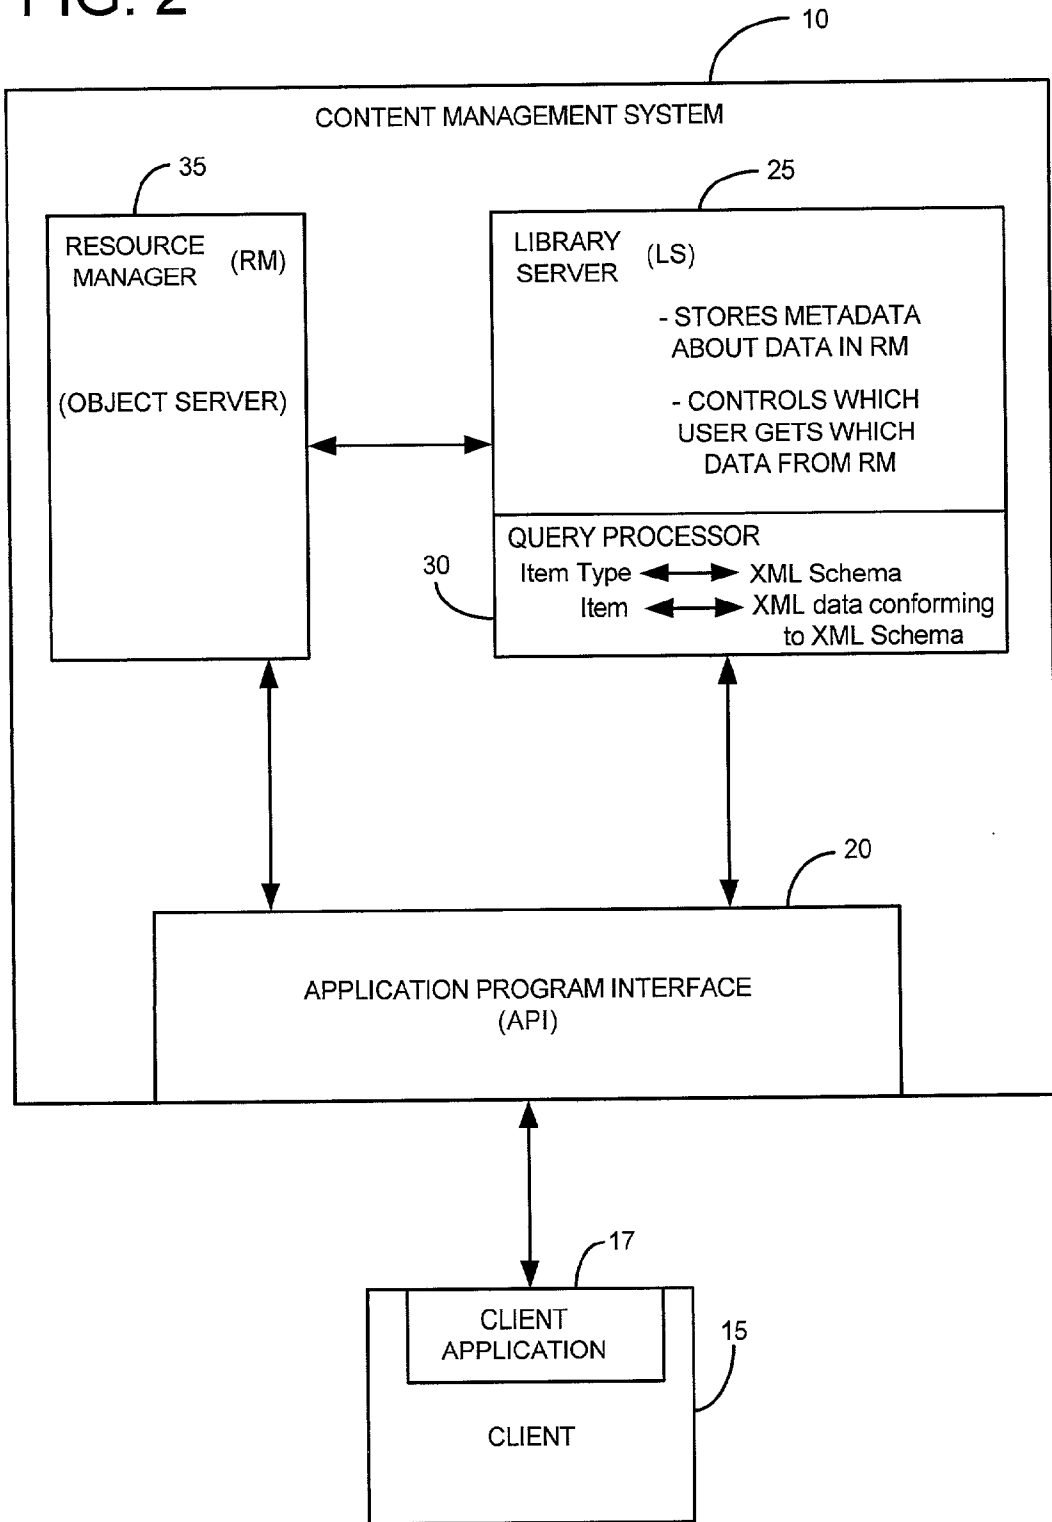 FIG. 2
10
CONTENT MANAGEMENT SYSTEM
35
RESOURCE
MANAGER
(RM)
(OBJECT SERVER)
25
LIBRARY
SERVER
(LS)
- STORES METADATA
ABOUT DATA IN RM
- CONTROLS WHICH
USER GETS WHICH
DATA FROM RM
30
QUERY PROCESSOR
Item Type XML Schema
Item XML data conforming
to XML Schema
20
APPLICATION PROGRAM INTERFACE
(API)
17
CLIENT
APPLICATION
15
CLIENT